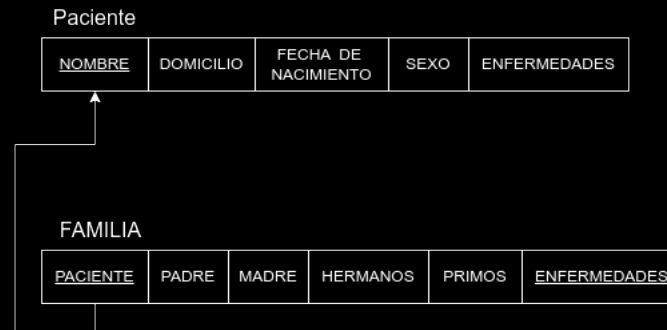 Paciente
NOMBRE DOMICILIO FECHA DE NACIMIENTO SEXO ENFERMEDADES
FAMILIA
PACIENTE PADRE MADRE HERMANOS PRIMOS ENFERMEDADES